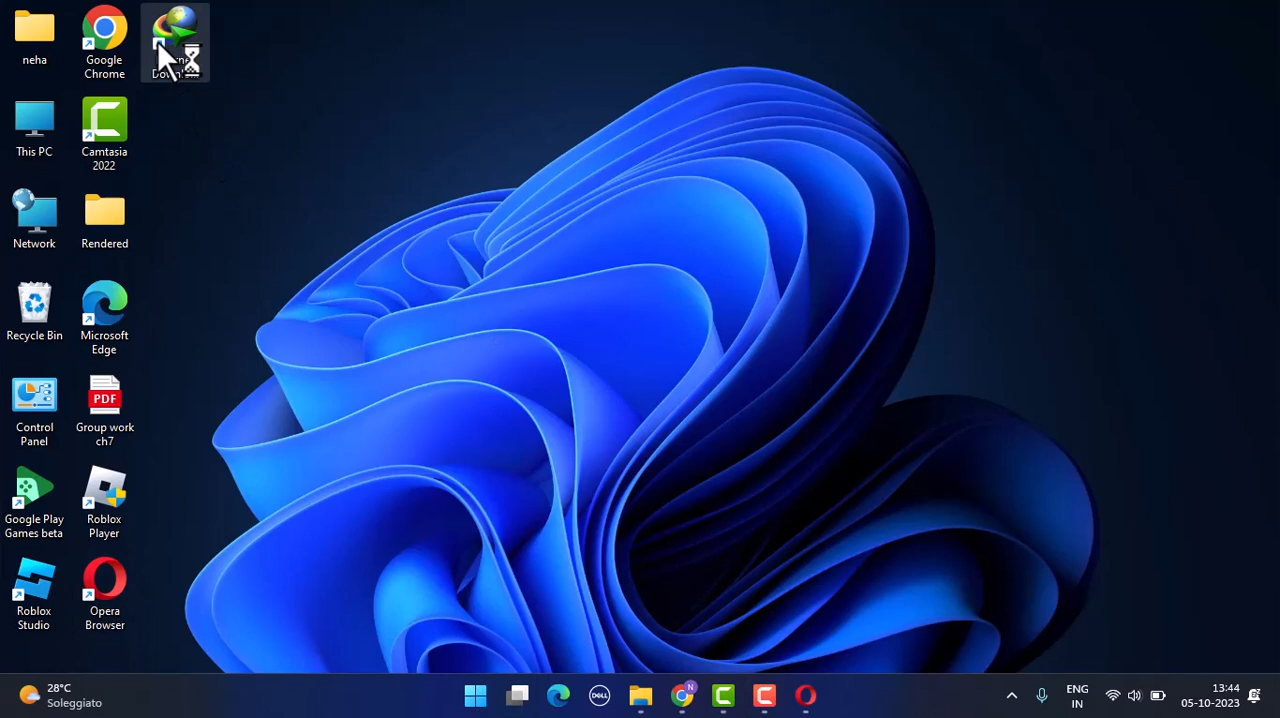 neha
Google
Chrome
This PC
Camtasia
2022
Network
Rendered
Recycle Bin
Microsoft
Edge
Control
Panel
PDF
Group work
ch7
Google Play
Games beta
Roblox
Player
Roblox
Studio
Opera
Browser
28°C
Soleggiato
DELL
N
ENG
IN
13:44
05-10-2023